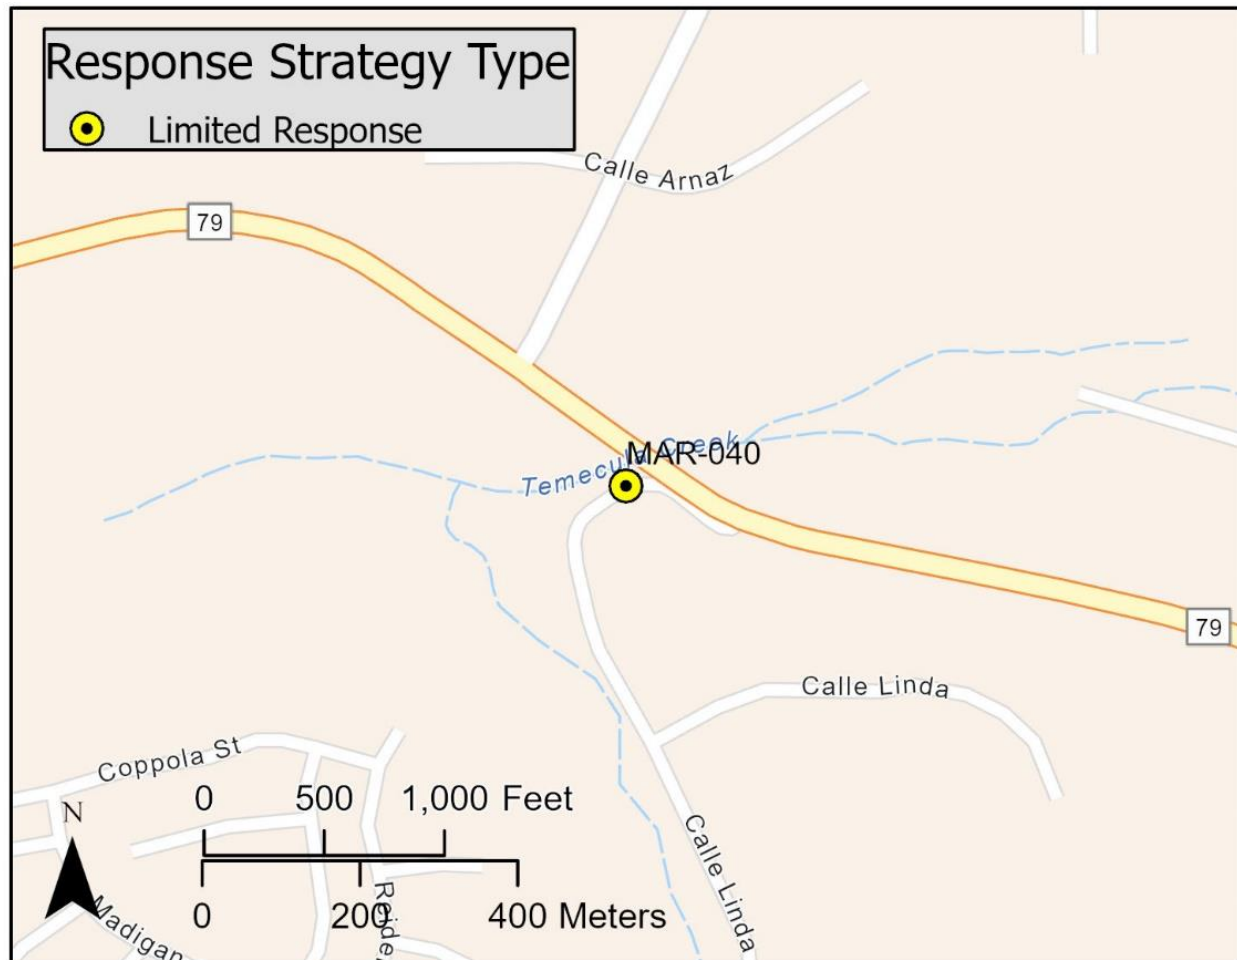 Response Strategy Type
Limited Response
Calle Arnaz
79
MAR-040
Temecula Creek
79
Calle Linda
Coppola St
N
0 500 1,000 Feet
Calle Linda
0 200 400 Meters
Madigan